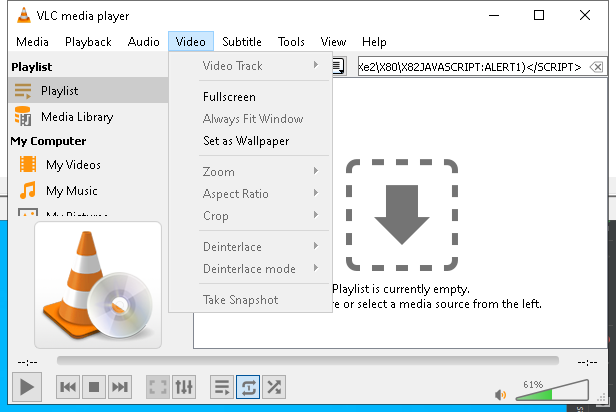 VLC media player
Media Playback Audio Video Subtitle Tools View Help
Playlist
Playlist
Media Library
My Computer
My Videos
My Music
My Pictures
Video Track
Fullscreen
Always Fit Window
Set as Wallpaper
Zoom
Aspect Ratio
Crop
Deinterlace
Deinterlace mode
Take Snapshot
Xe2\X80\X82JAVASCRIPT:ALERT1)</SCRIPT>
Playlist is currently empty.
re or select a media source from the left.
--:-- --:--
61%